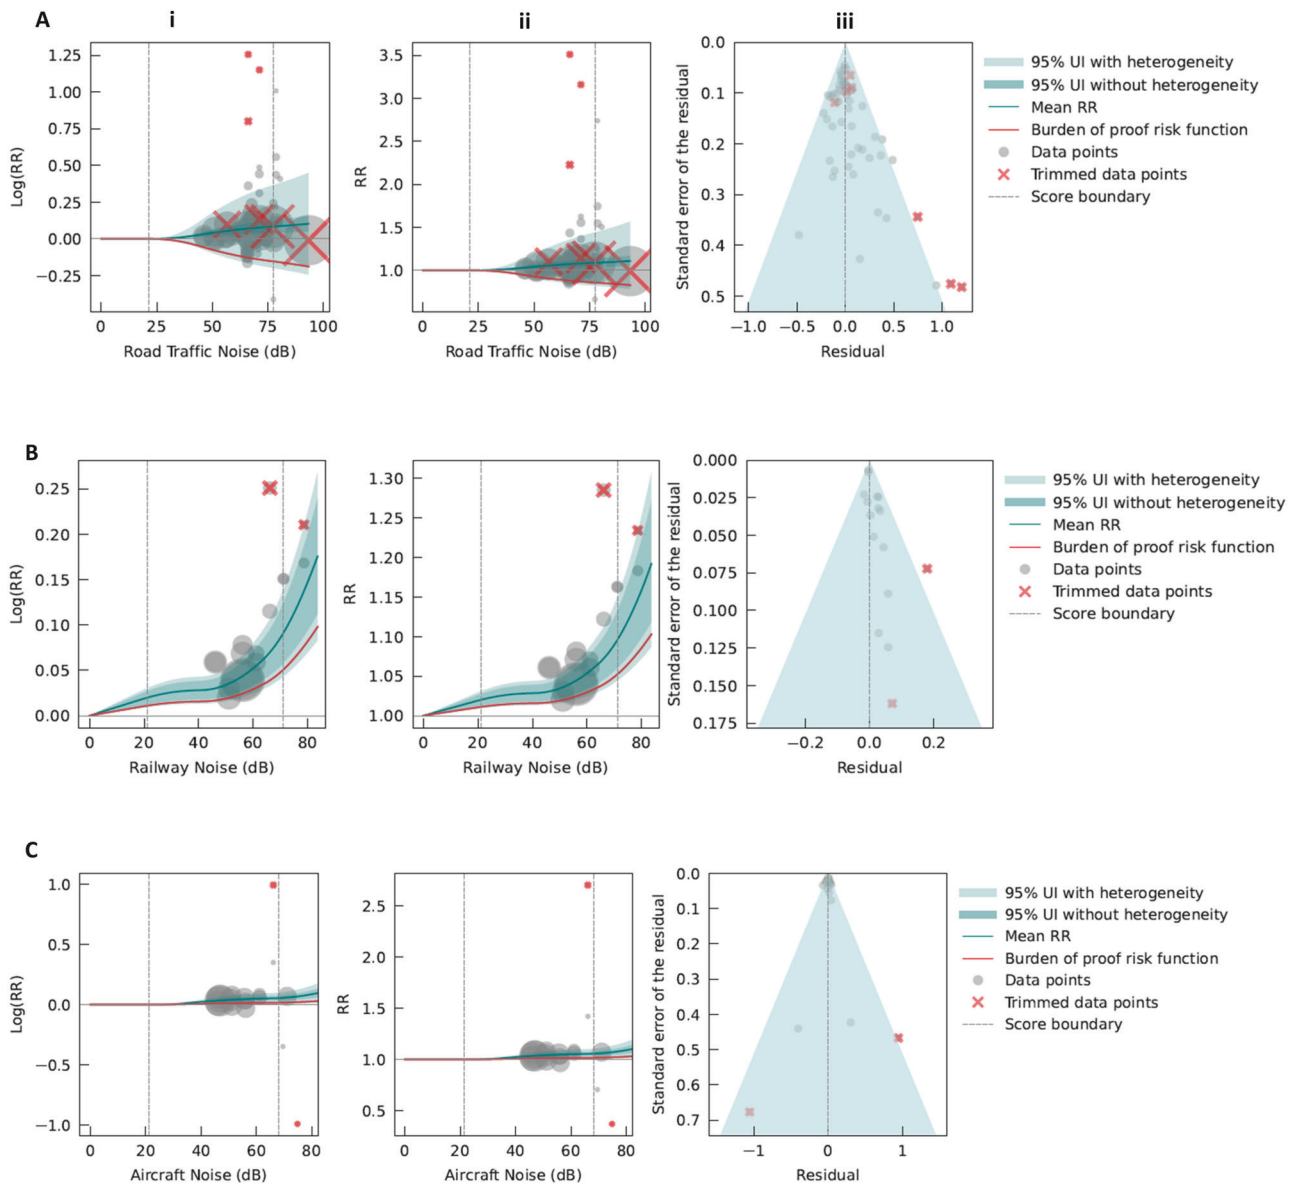 A
i
ii
iii
1.25
1.00
0.75
0.50
0.25
0.00
−0.25
Log(RR)
0 25 50 75 100
Road Traffic Noise (dB)
3.5
3.0
2.5
2.0
1.5
1.0
RR
0 25 50 75 100
Road Traffic Noise (dB)
0.0
0.1
0.2
0.3
0.4
0.5
Standard error of the residual
−1.0 −0.5 0.0 0.5 1.0
Residual
95% UI with heterogeneity
95% UI without heterogeneity
Mean RR
Burden of proof risk function
Data points
Trimmed data points
Score boundary
B
0.25
0.20
0.15
0.10
0.05
0.00
Log(RR)
0 20 40 60 80
Railway Noise (dB)
1.30
1.25
1.20
1.15
1.10
1.05
1.00
RR
0 20 40 60 80
Railway Noise (dB)
0.000
0.025
0.050
0.075
0.100
0.125
0.150
0.175
Standard error of the residual
−0.2 0.0 0.2
Residual
95% UI with heterogeneity
95% UI without heterogeneity
Mean RR
Burden of proof risk function
Data points
Trimmed data points
Score boundary
C
1.0
0.5
0.0
−0.5
−1.0
Log(RR)
0 20 40 60 80
Aircraft Noise (dB)
2.5
2.0
1.5
1.0
0.5
RR
0 20 40 60 80
Aircraft Noise (dB)
0.0
0.1
0.2
0.3
0.4
0.5
0.6
0.7
Standard error of the residual
−1 0 1
Residual
95% UI with heterogeneity
95% UI without heterogeneity
Mean RR
Burden of proof risk function
Data points
Trimmed data points
Score boundary